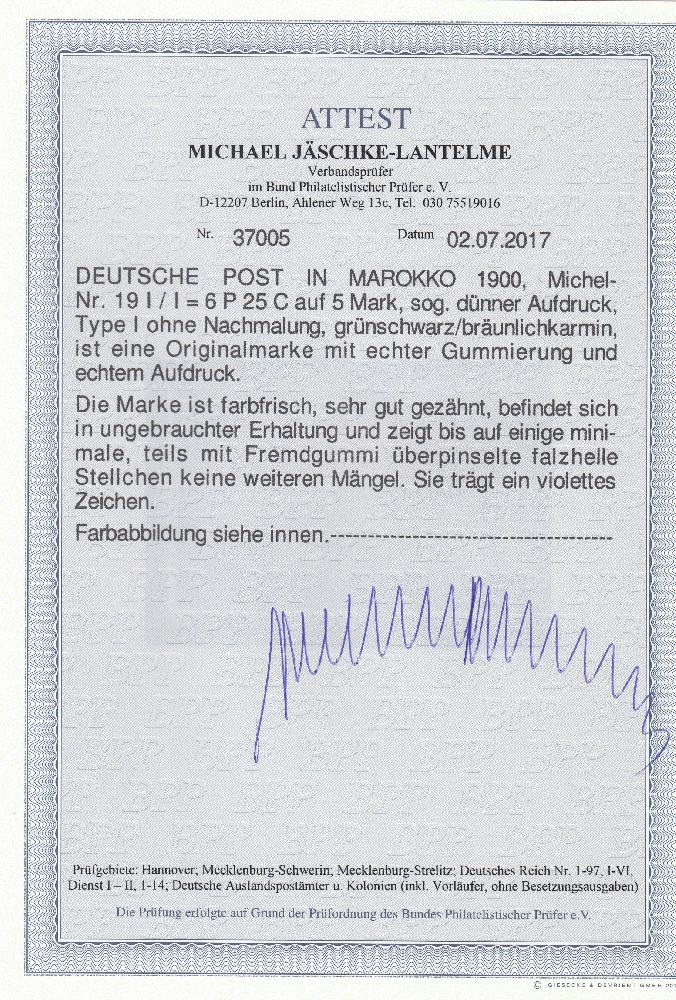 ATTEST
MICHAEL JÄSCHKE-LANTELME
Verbandsprüfer
im Bund Philatelistischer Prüfer e. V.
D-12207 Berlin, Ahlener Weg 13c, Tel. 030 75519016
Nr. 37005 Datum 02.07.2017
DEUTSCHE POST IN MAROKKO 1900, Michel-
Nr. 19 I / I = 6 P 25 C auf 5 Mark, sog. dünner Aufdruck,
Type I ohne Nachmalung, grünschwarz/bräunlichkarmin,
ist eine Originalmarke mit echter Gummierung und
echtem Aufdruck.
Die Marke ist farbfrisch, sehr gut gezähnt, befindet sich
in ungebrauchter Erhaltung und zeigt bis auf einige mini-
male, teils mit Fremdgummi überpinselte falzhelle
Stellchen keine weiteren Mängel. Sie trägt ein violettes
Zeichen.
Farbabbildung siehe innen.------------------------------------
Prüfgebiete: Hannover; Mecklenburg-Schwerin; Mecklenburg-Strelitz; Deutsches Reich Nr. 1-97, I-VI,
Dienst I – II, 1-14; Deutsche Auslandspostämter u. Kolonien (inkl. Vorläufer, ohne Besetzungsausgaben)
Die Prüfung erfolgte auf Grund der Prüfordnung des Bundes Philatelistischer Prüfer e.V.
© GIESECKE & DEVRIENT GMBH